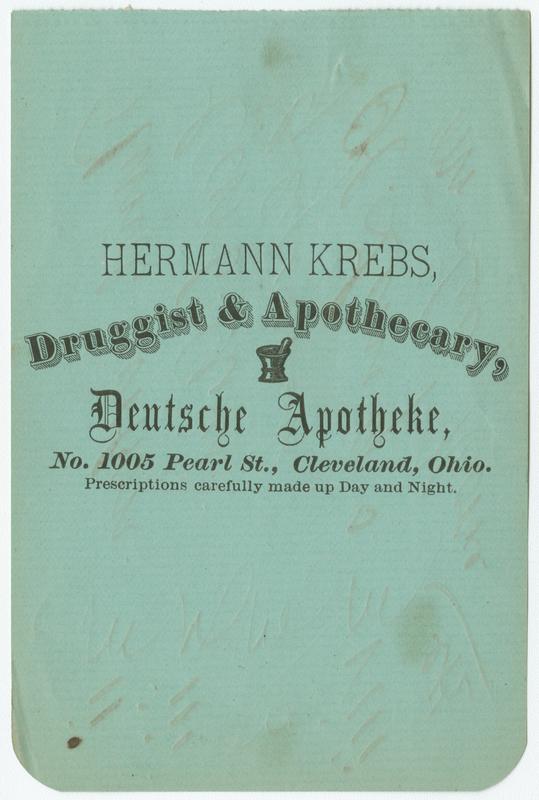 HERMANN KREBS,
Druggist & Apothecary,
Deutsche Apotheke,
No. 1005 Pearl St., Cleveland, Ohio.
Prescriptions carefully made up Day and Night.